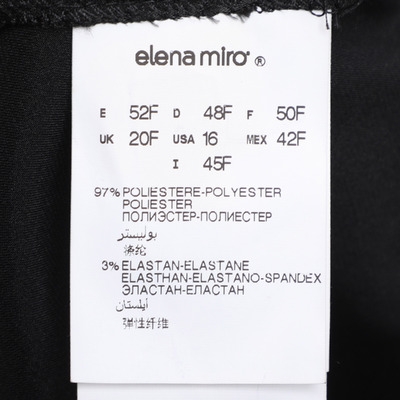 elena mirò ®
E 52F D 48F F 50F
UK 20F USA 16 MEX 42F
I 45F
97% POLIESTERE-POLYESTER
POLIESTER
ПОЛИЭСТЕР-ПОЛИЕСТЕР
بوليستر
涤纶
3% ELASTAN-ELASTANE
ELASTHAN-ELASTANO-SPANDEX
ЭЛАСТАН-ЕЛАСТАН
أيلستان
弹性纤维